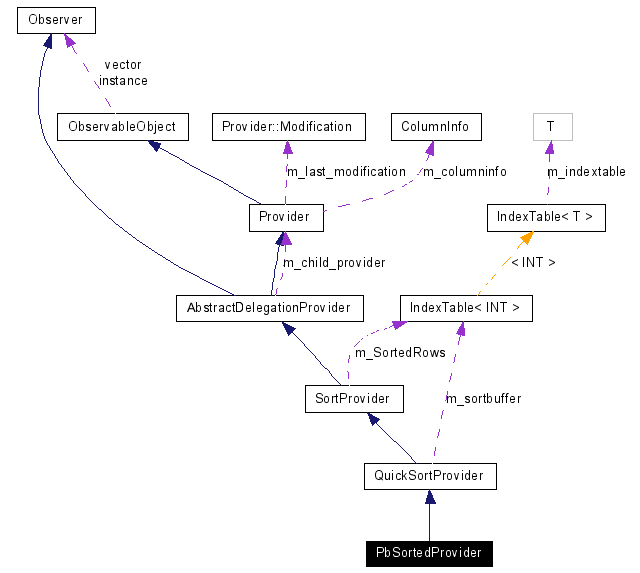 Observer
vector
instance
ObservableObject
Provider::Modification
ColumnInfo
T
m_last_modification
m_columninfo
m_indextable
Provider
IndexTable< T >
m_child_provider
< INT >
AbstractDelegationProvider
IndexTable< INT >
m_SortedRows
SortProvider
m_sortbuffer
QuickSortProvider
PbSortedProvider